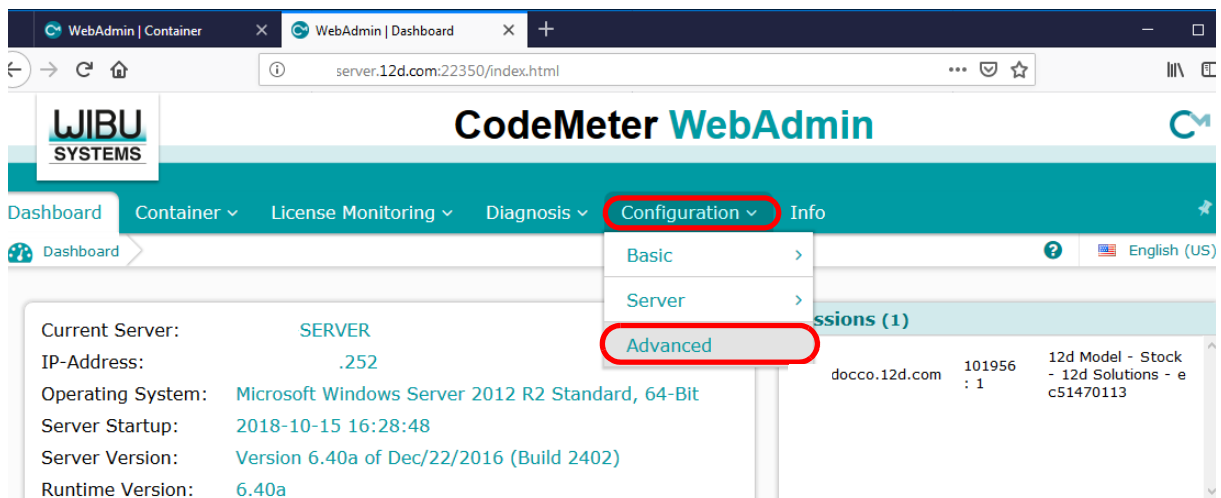 WebAdmin | Container
WebAdmin | Dashboard
server.12d.com:22350/index.html
WIBU
SYSTEMS
CodeMeter WebAdmin
Dashboard Container License Monitoring Diagnosis Configuration Info
Dashboard
English (US)
Basic
Server
Advanced
Current Server: SERVER
IP-Address: .252
Operating System: Microsoft Windows Server 2012 R2 Standard, 64-Bit
Server Startup: 2018-10-15 16:28:48
Server Version: Version 6.40a of Dec/22/2016 (Build 2402)
Runtime Version: 6.40a
ssions (1)
docco.12d.com
101956
: 1
12d Model - Stock
- 12d Solutions - e
c51470113